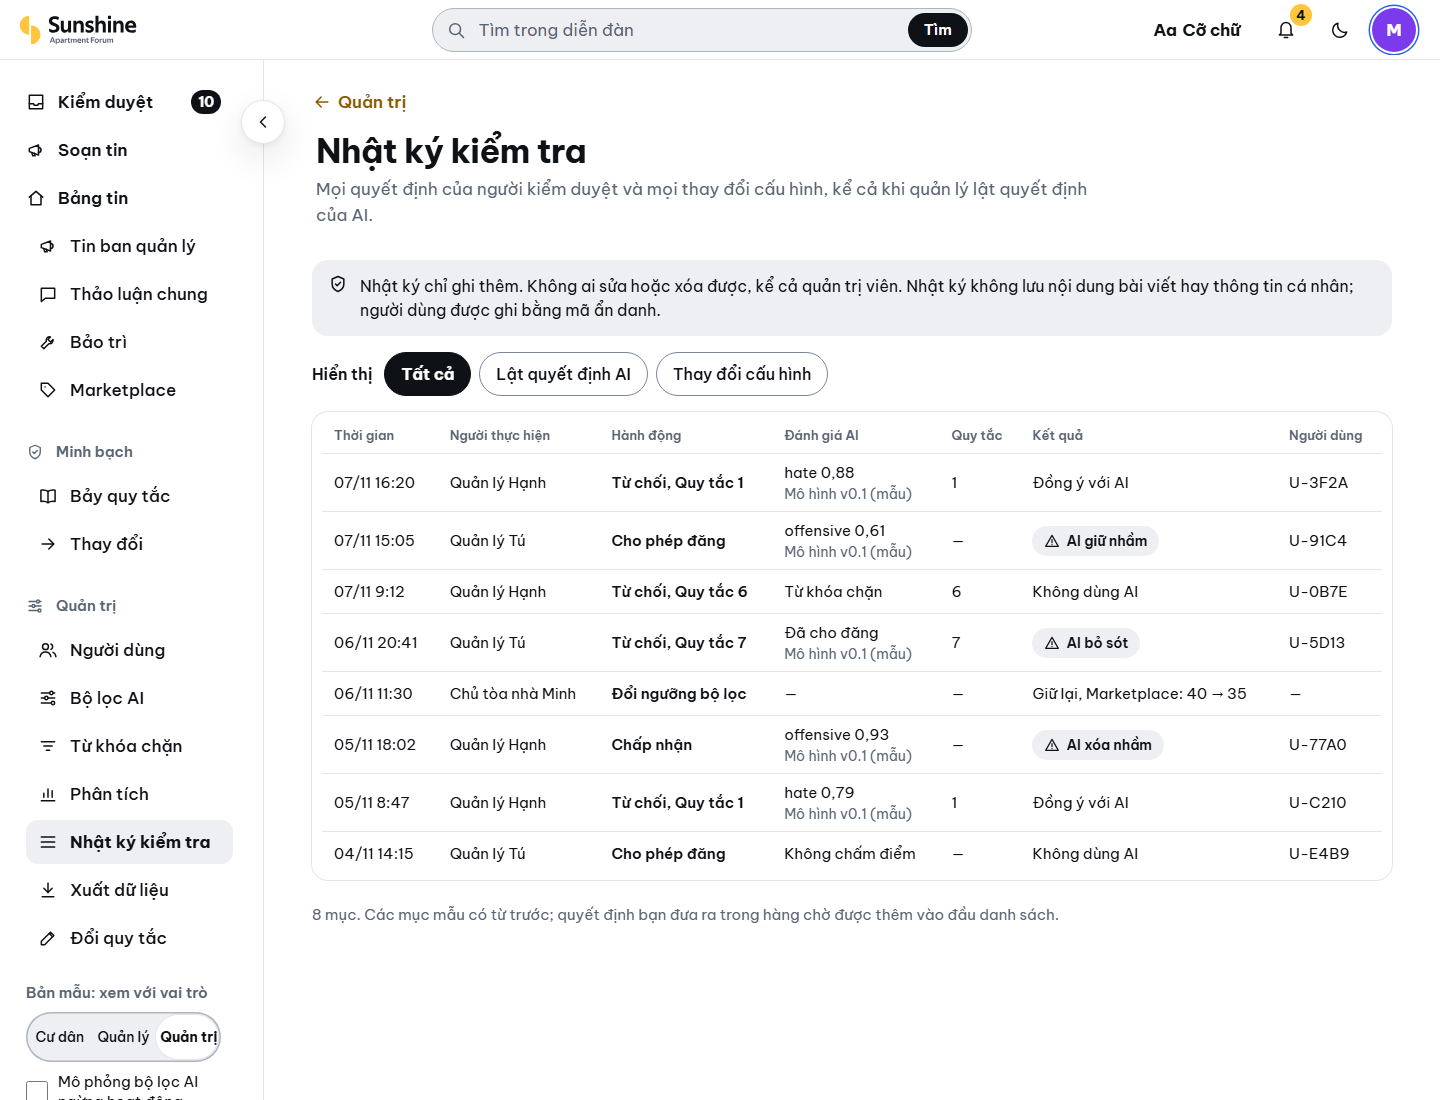 Sunshine
Apartment Forum
Tìm trong diễn đàn
Tìm
Aa Cỡ chữ
4
M
Kiểm duyệt 10
Soạn tin
Bảng tin
Tin ban quản lý
Thảo luận chung
Bảo trì
Marketplace
Minh bạch
Bảy quy tắc
Thay đổi
Quản trị
Người dùng
Bộ lọc AI
Từ khóa chặn
Phân tích
Nhật ký kiểm tra
Xuất dữ liệu
Đổi quy tắc
Bản mẫu: xem với vai trò
Cư dân Quản lý Quản trị
Mô phỏng bộ lọc AI
Quản trị
Nhật ký kiểm tra
Mọi quyết định của người kiểm duyệt và mọi thay đổi cấu hình, kể cả khi quản lý lật quyết định
của AI.
Nhật ký chỉ ghi thêm. Không ai sửa hoặc xóa được, kể cả quản trị viên. Nhật ký không lưu nội dung bài viết hay thông tin cá nhân;
người dùng được ghi bằng mã ẩn danh.
Hiển thị Tất cả Lật quyết định AI Thay đổi cấu hình
Thời gian Người thực hiện Hành động Đánh giá AI Quy tắc Kết quả Người dùng
07/11 16:20 Quản lý Hạnh Từ chối, Quy tắc 1 hate 0,88 1 Đồng ý với AI U-3F2A
Mô hình v0.1 (mẫu)
07/11 15:05 Quản lý Tú Cho phép đăng offensive 0,61 — AI giữ nhầm U-91C4
Mô hình v0.1 (mẫu)
07/11 9:12 Quản lý Hạnh Từ chối, Quy tắc 6 Từ khóa chặn 6 Không dùng AI U-0B7E
06/11 20:41 Quản lý Tú Từ chối, Quy tắc 7 Đã cho đăng 7 AI bỏ sót U-5D13
Mô hình v0.1 (mẫu)
06/11 11:30 Chủ tòa nhà Minh Đổi ngưỡng bộ lọc — — Giữ lại, Marketplace: 40 → 35 —
05/11 18:02 Quản lý Hạnh Chấp nhận offensive 0,93 — AI xóa nhầm U-77A0
Mô hình v0.1 (mẫu)
05/11 8:47 Quản lý Hạnh Từ chối, Quy tắc 1 hate 0,79 1 Đồng ý với AI U-C210
Mô hình v0.1 (mẫu)
04/11 14:15 Quản lý Tú Cho phép đăng Không chấm điểm — Không dùng AI U-E4B9
8 mục. Các mục mẫu có từ trước; quyết định bạn đưa ra trong hàng chờ được thêm vào đầu danh sách.